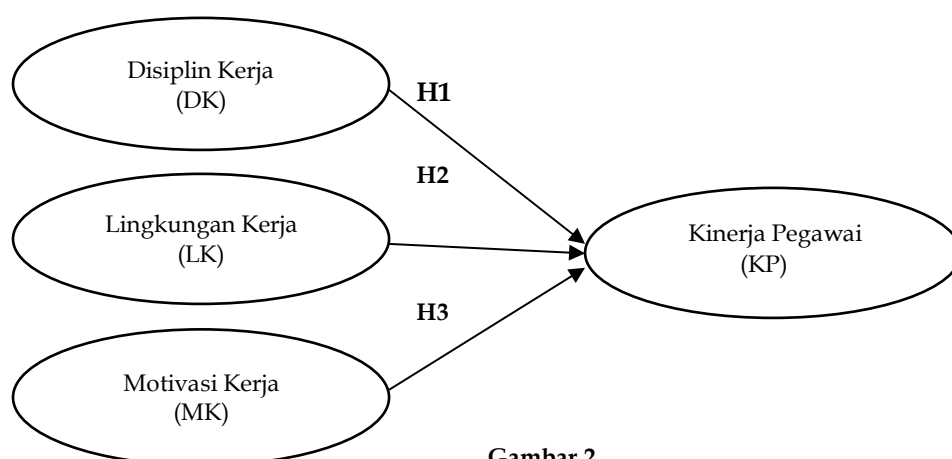 Disiplin Kerja
(DK)
H1
H2
Lingkungan Kerja
(LK)
Kinerja Pegawai
(KP)
H3
Motivasi Kerja
(MK)
Gambar 2